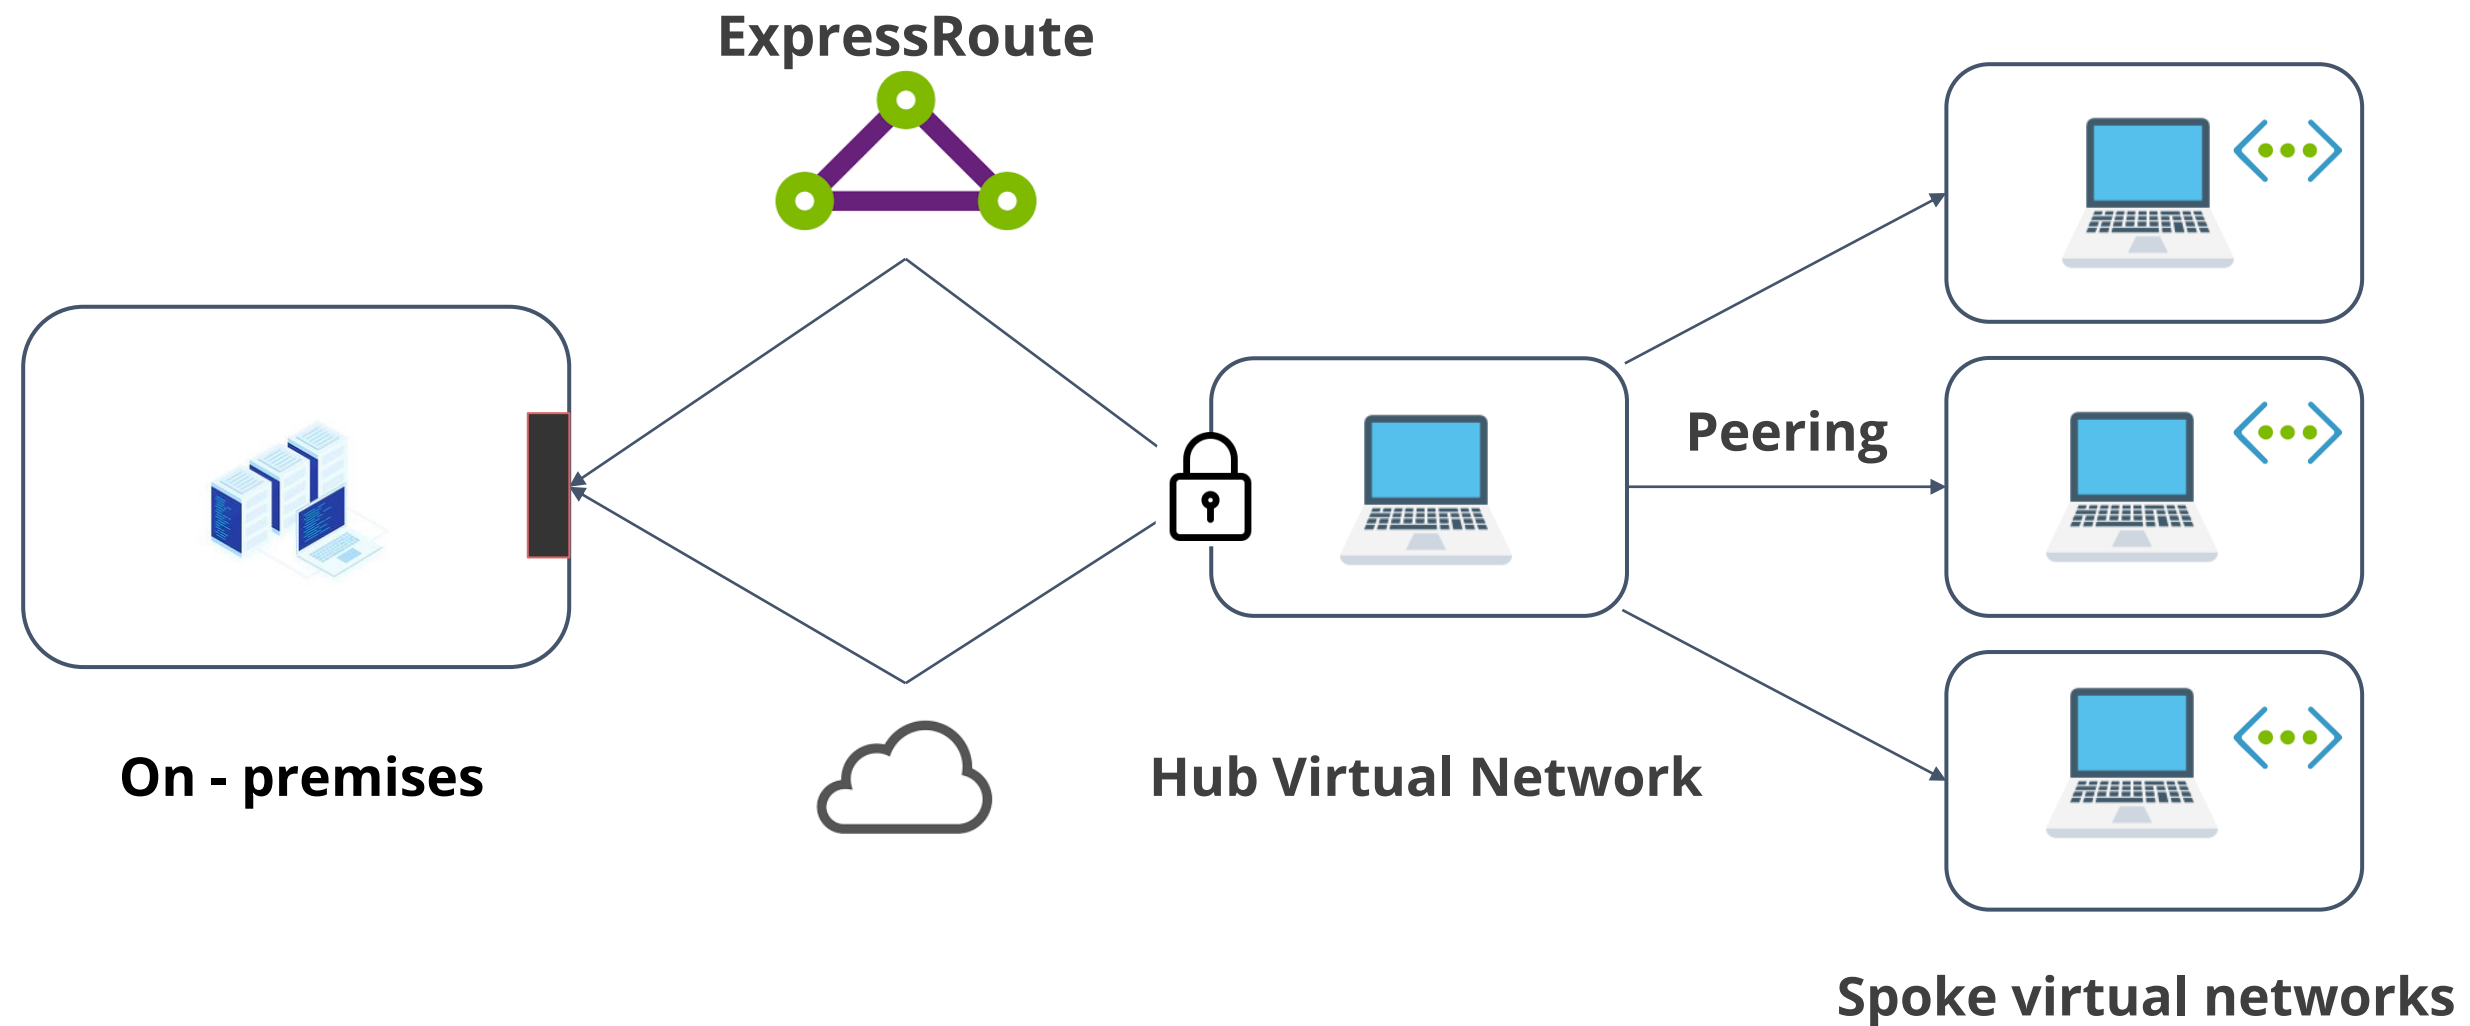 ExpressRoute
Peering
On - premises
Hub Virtual Network
Spoke virtual networks